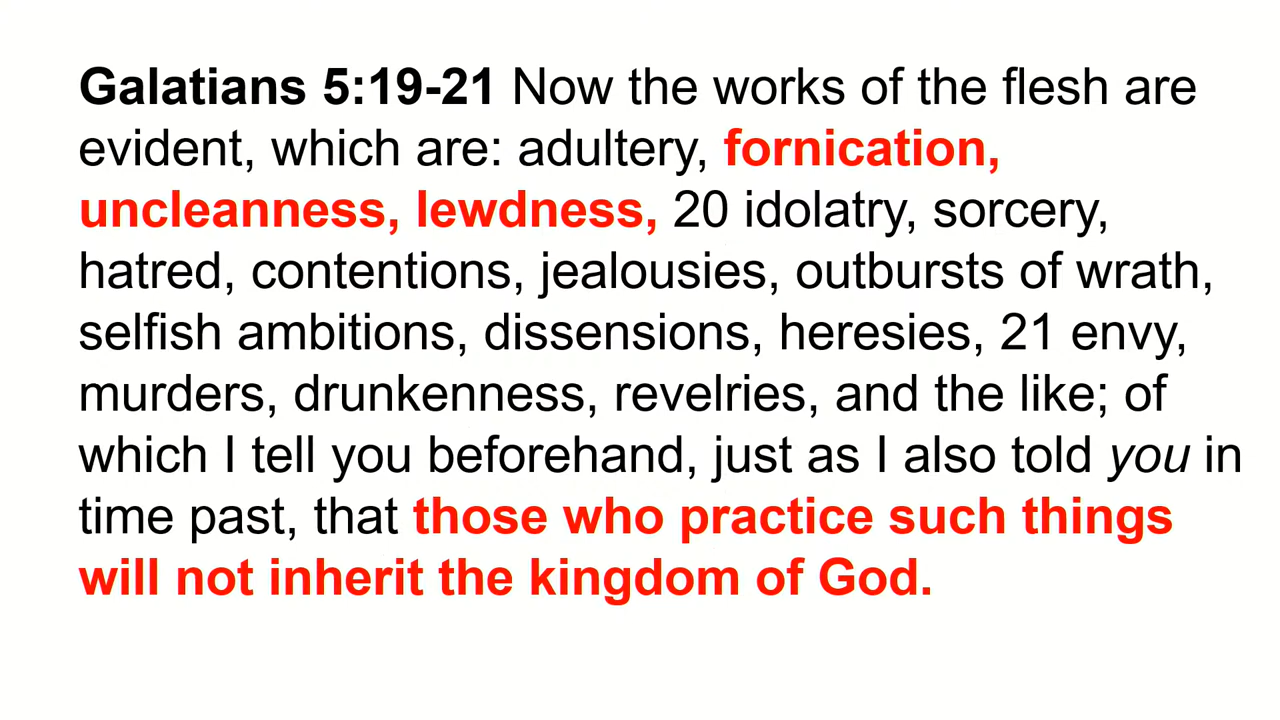 Galatians 5:19-21 Now the works of the flesh are
evident, which are: adultery, fornication,
uncleanness, lewdness, 20 idolatry, sorcery,
hatred, contentions, jealousies, outbursts of wrath,
selfish ambitions, dissensions, heresies, 21 envy,
murders, drunkenness, revelries, and the like; of
which I tell you beforehand, just as I also told you in
time past, that those who practice such things
will not inherit the kingdom of God.